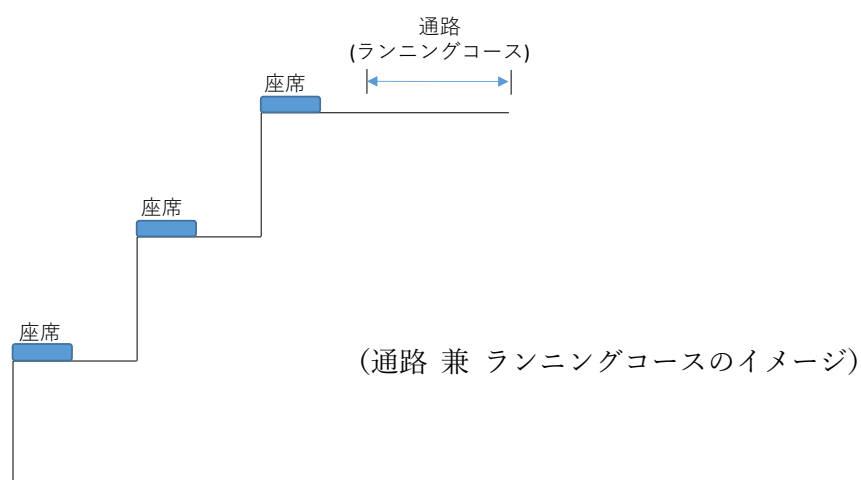 通路
(ランニングコース)
座席
座席
座席
(通路 兼 ランニングコースのイメージ)